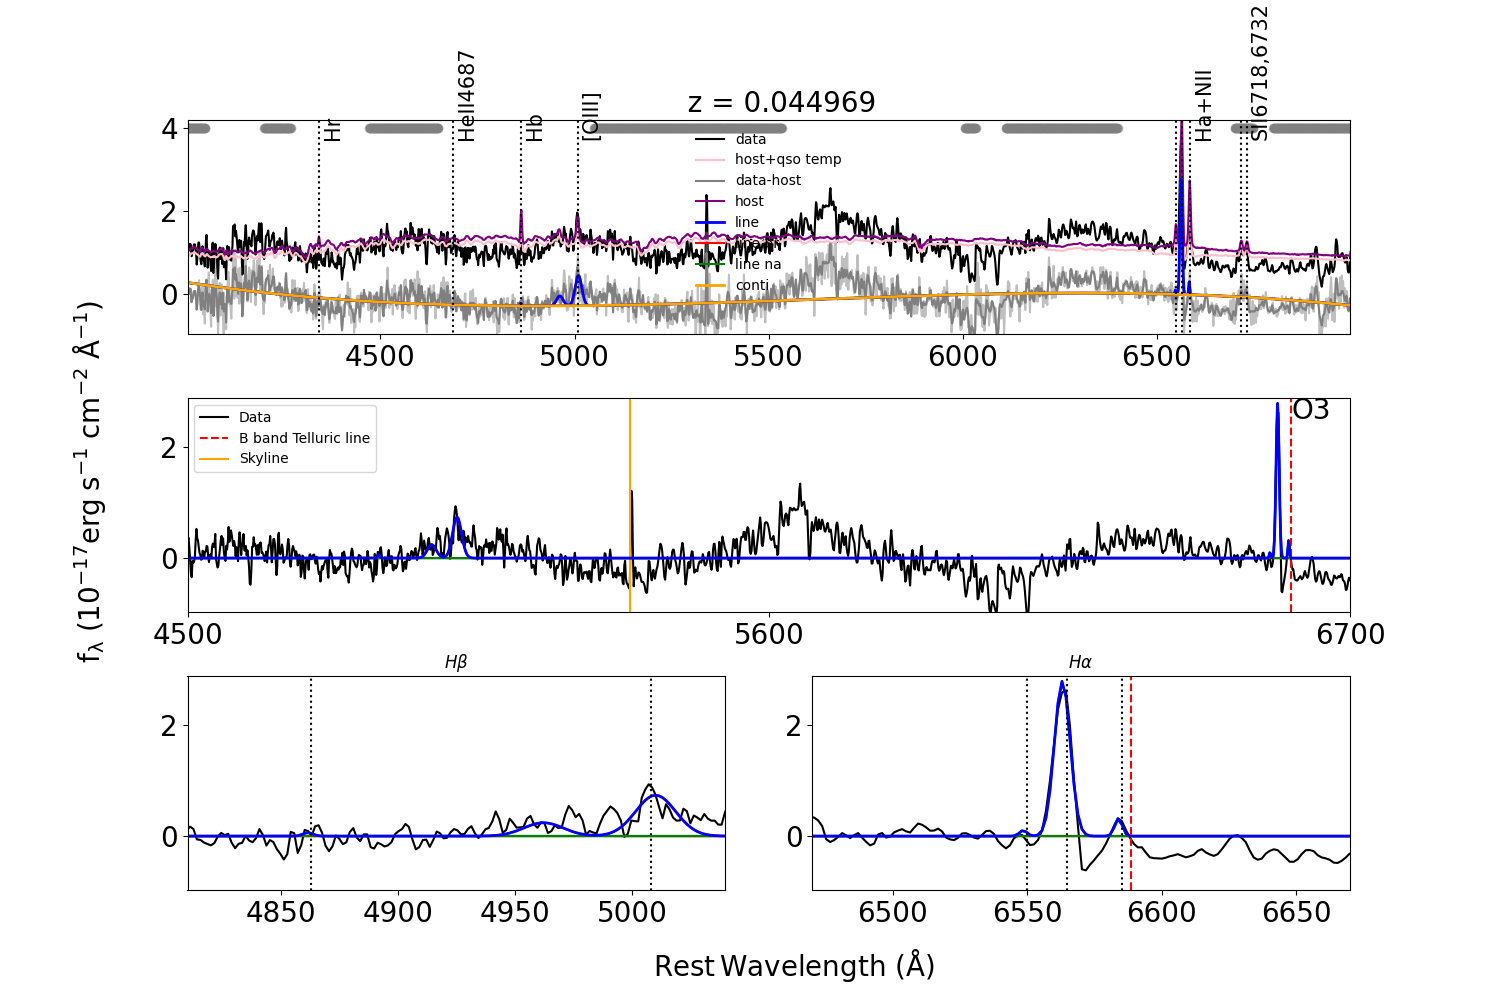 z = 0.044969
Hr
HeII4687
Hb
[OIII]
Ha+NII
SII6718,6732
data
host+qso temp
data-host
host
line
line na
conti
4
2
0
4500
5000
5500
6000
6500
Data
B band Telluric line
Skyline
O3
2
0
4500
5600
6700
fλ (10−17erg s−1 cm−2 Å−1)
Hβ
2
0
4850
4900
4950
5000
Hα
2
0
6500
6550
6600
6650
Rest Wavelength (Å)